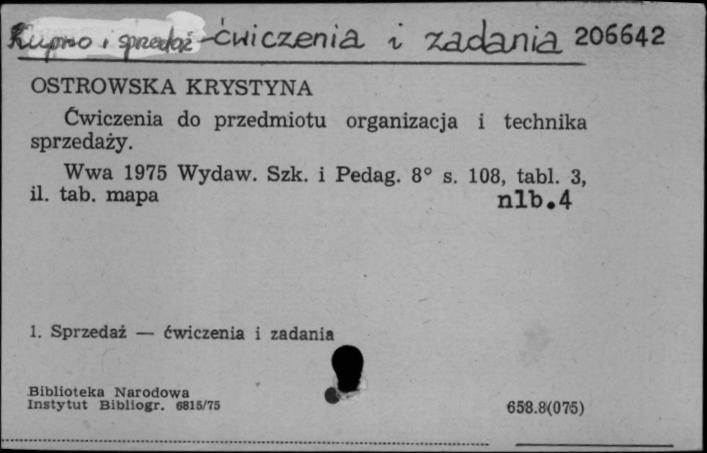 Kupno i sprzedaż - ćwiczenia i zadania 206642
OSTROWSKA KRYSTYNA
Ćwiczenia do przedmiotu organizacja i technika
sprzedaży.
Wwa 1975 Wydaw. Szk. i Pedag. 8° s. 108, tabl. 3,
il. tab. mapa nlb.4
1. Sprzedaż — ćwiczenia i zadania
Biblioteka Narodowa
Instytut Bibliogr. 6815/75 658.8(075)